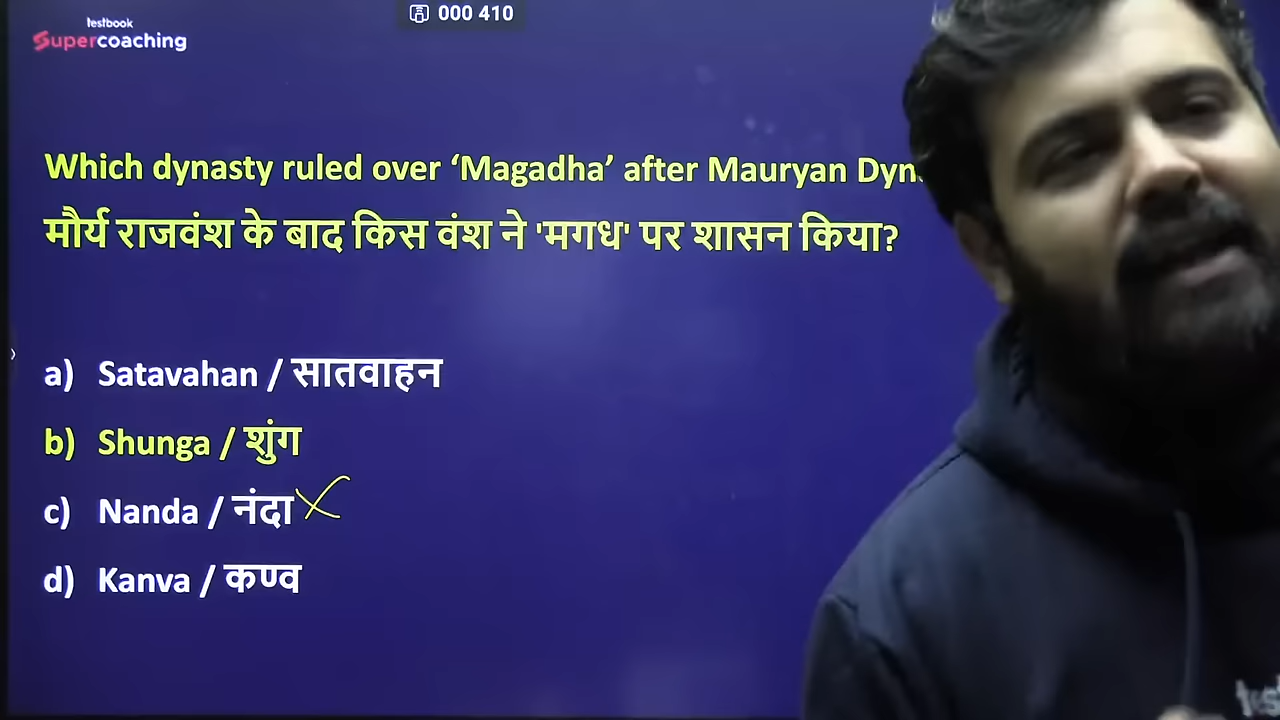 000 410
testbook
Supercoaching
Which dynasty ruled over ‘Magadha’ after Mauryan
मौर्य राजवंश के बाद किस वंश ने 'मगध' पर शासन किया?
a) Satavahan / सातवाहन
b) Shunga / शुंग
c) Nanda / नंदा
d) Kanva / कण्व